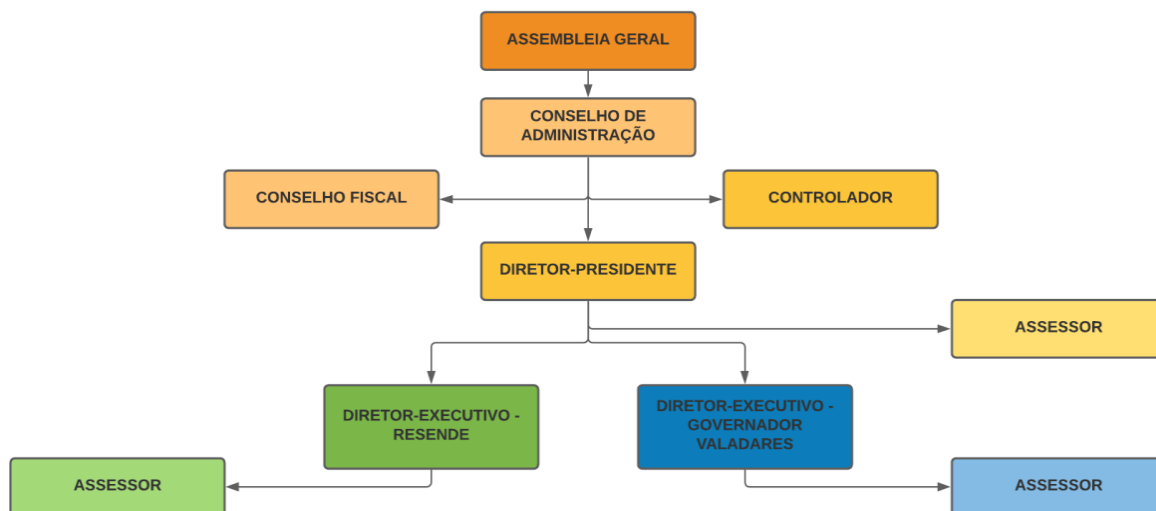 ASSEMBLEIA GERAL
CONSELHO DE
ADMINISTRAÇÃO
CONSELHO FISCAL
CONTROLADOR
DIRETOR-PRESIDENTE
ASSESSOR
DIRETOR-EXECUTIVO -
RESENDE
DIRETOR-EXECUTIVO -
GOVERNADOR
VALADARES
ASSESSOR
ASSESSOR